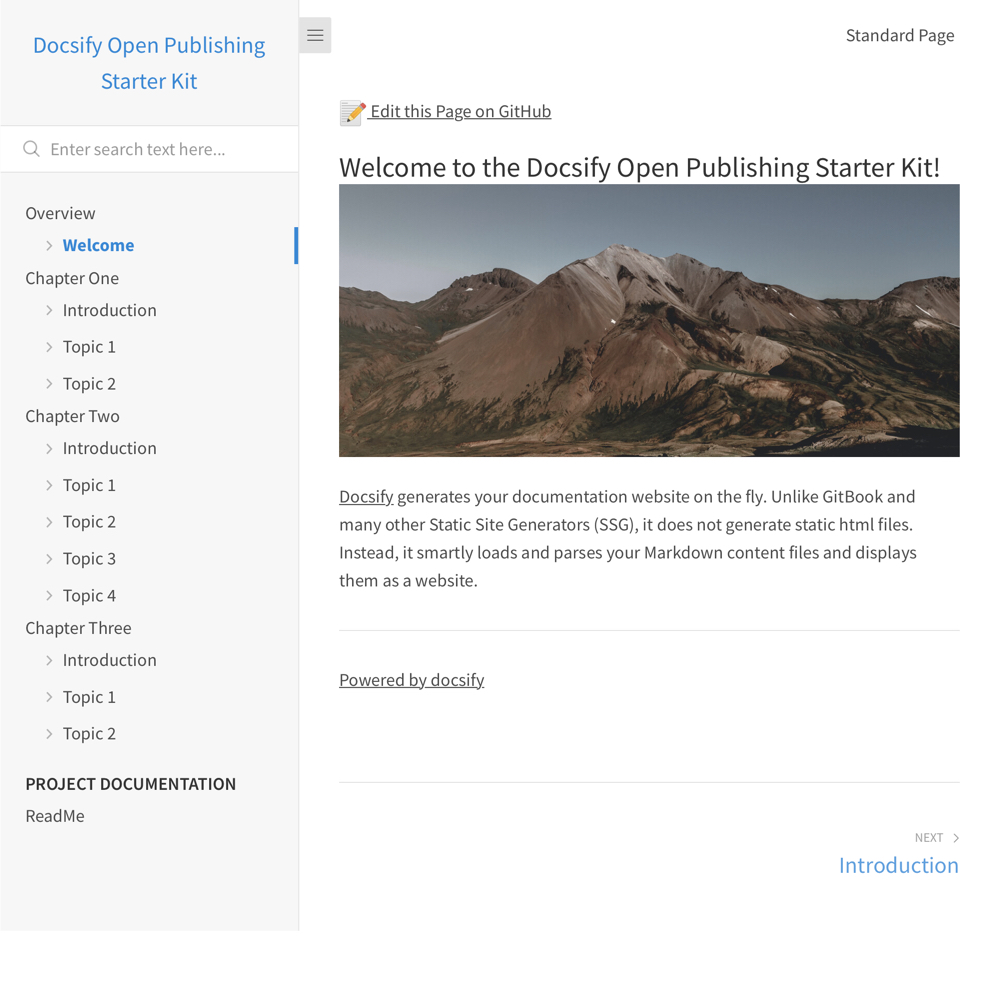 Docsify Open Publishing
Starter Kit
Enter search text here...
Overview
Welcome
Chapter One
Introduction
Topic 1
Topic 2
Chapter Two
Introduction
Topic 1
Topic 2
Topic 3
Topic 4
Chapter Three
Introduction
Topic 1
Topic 2
PROJECT DOCUMENTATION
ReadMe
Standard Page
Edit this Page on GitHub
Welcome to the Docsify Open Publishing Starter Kit!
Docsify generates your documentation website on the fly. Unlike GitBook and
many other Static Site Generators (SSG), it does not generate static html files.
Instead, it smartly loads and parses your Markdown content files and displays
them as a website.
Powered by docsify
NEXT
Introduction